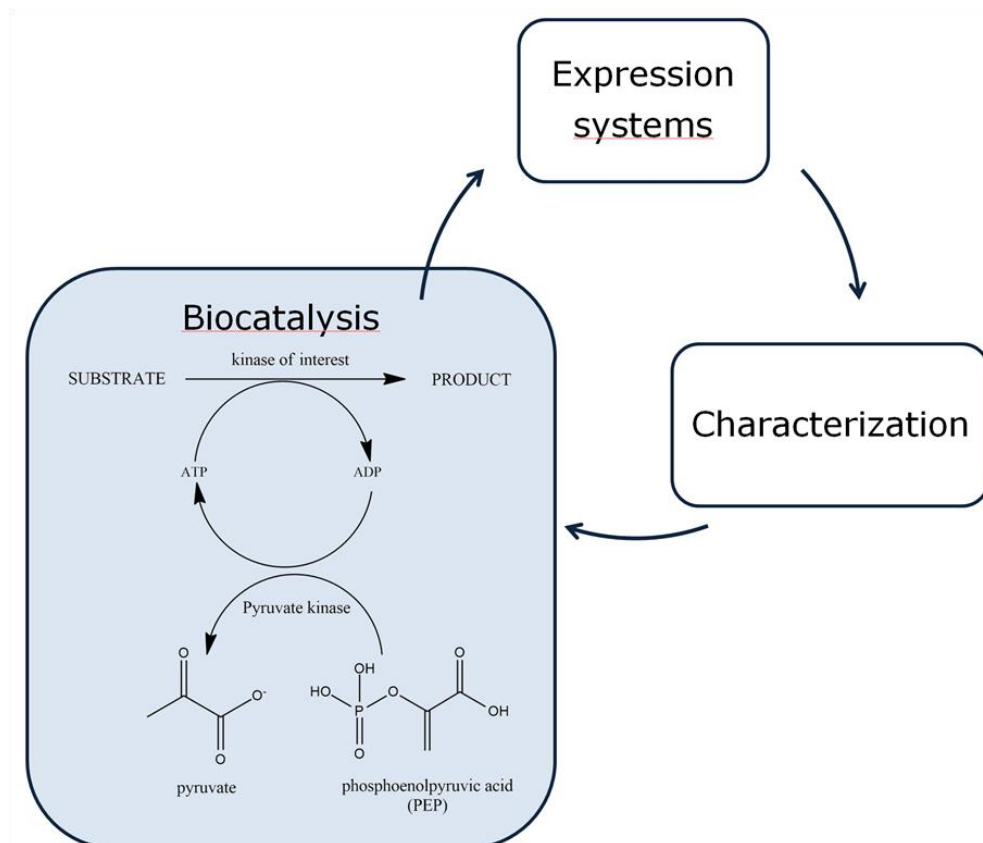 Expression
systems
Biocatalysis
kinase of interest
SUBSTRATE
PRODUCT
Characterization
ATP
ADP
Pyruvate kinase
O
O
O-
O
OH
HO
P
O
O
O
OH
pyruvate
phosphoenolpyruvic acid
(PEP)